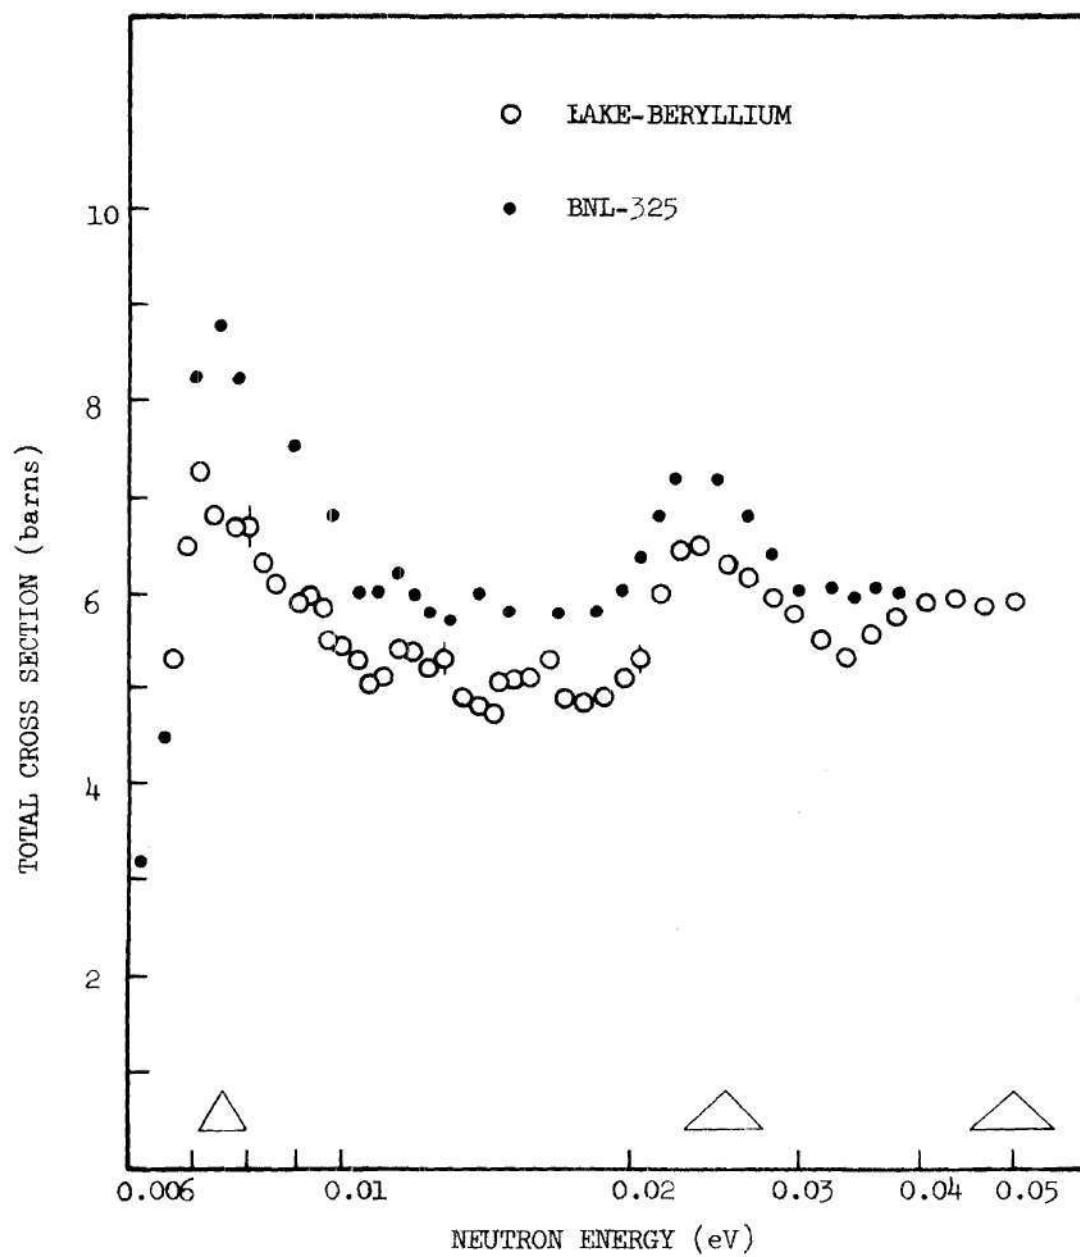 LAKE-BERYLLIUM
BNL-325
10
8
6
4
2
TOTAL CROSS SECTION (barns)
0.006 0.01 0.02 0.03 0.04 0.05
NEUTRON ENERGY (eV)